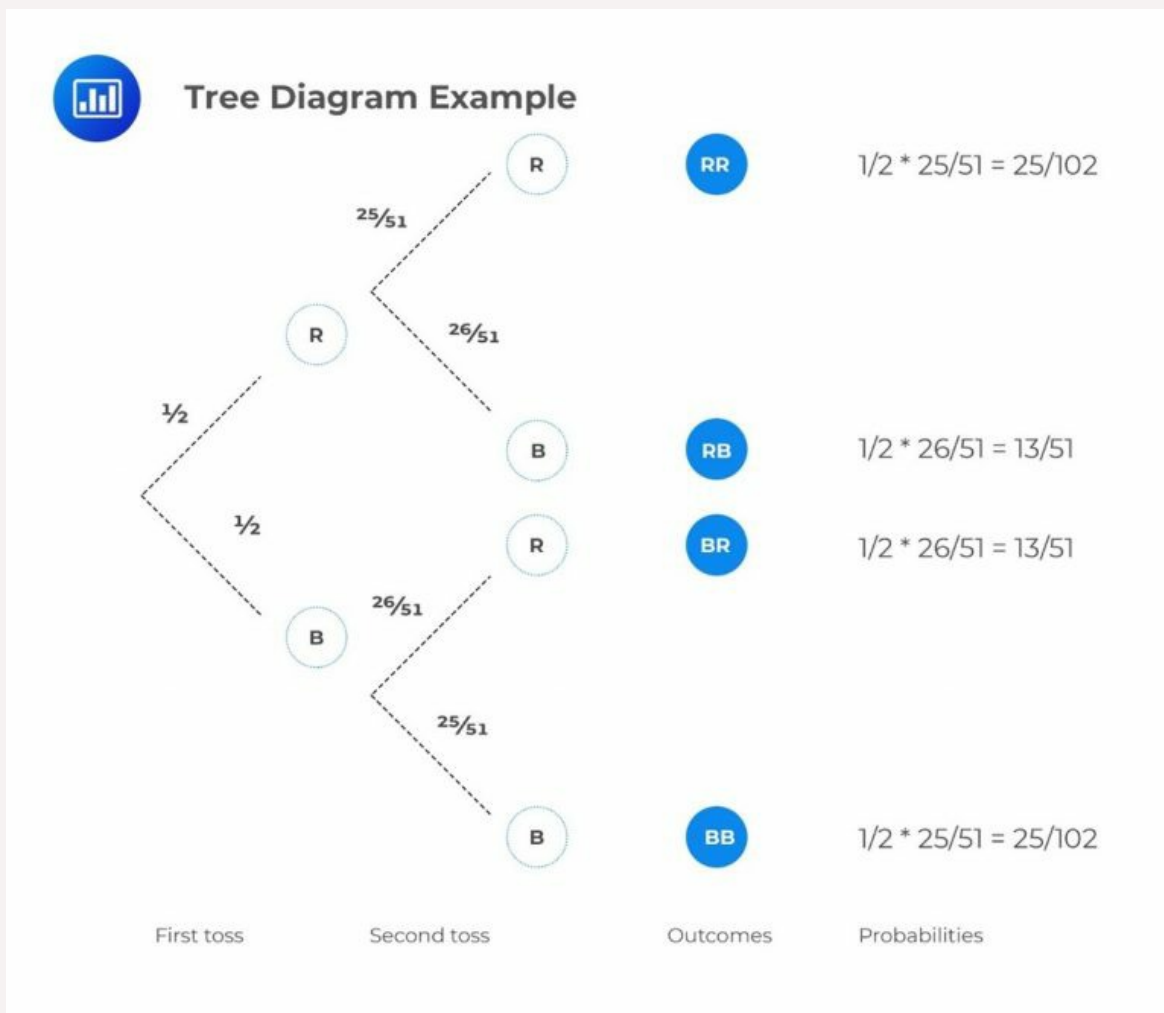 Tree Diagram Example
R
RR
1/2 * 25/51 = 25/102
25/51
R
26/51
½
B
RB
1/2 * 26/51 = 13/51
½
R
BR
1/2 * 26/51 = 13/51
26/51
B
25/51
B
BB
1/2 * 25/51 = 25/102
First toss
Second toss
Outcomes
Probabilities